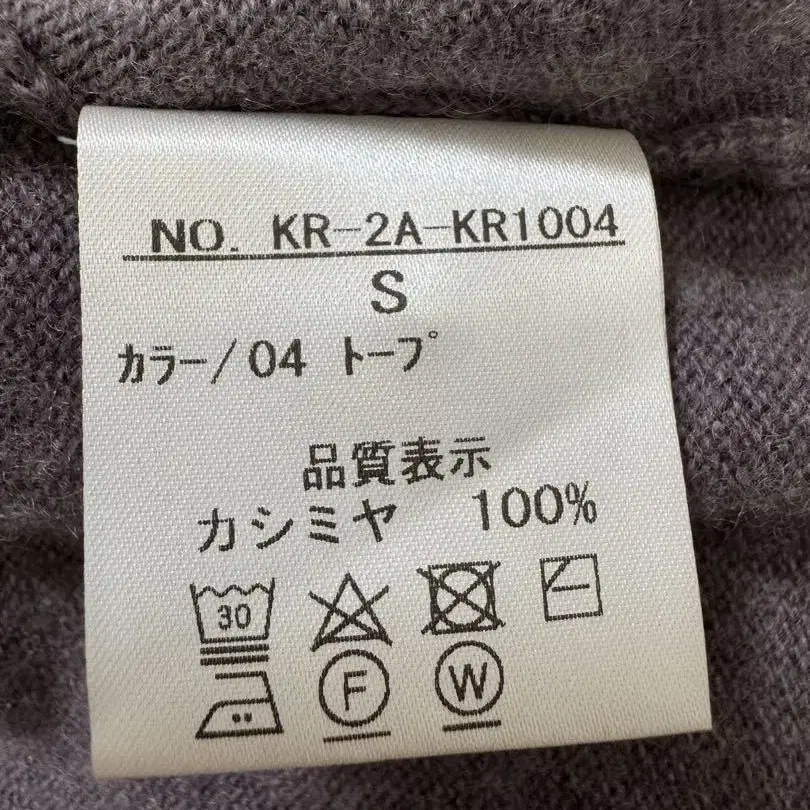 NO. KR-2A-KR1004
S
カラー/04 トープ
品質表示
カシミヤ 100%
30
F W